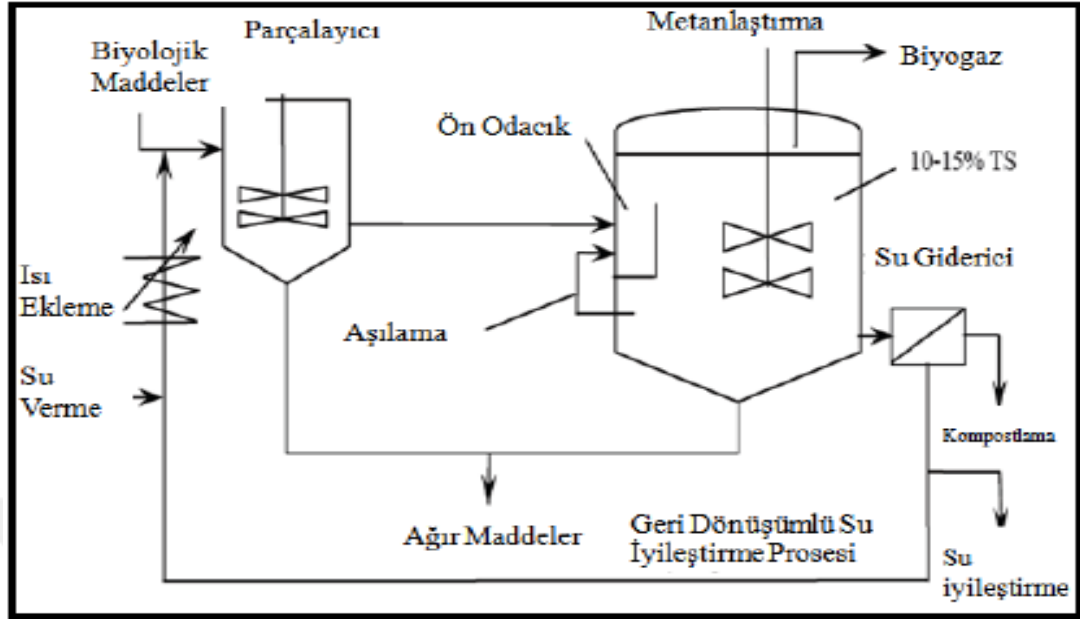 Parçalayıcı
Metanlaştırma
Biyolojik
Maddeler
Biyogaz
Ön Odacık
10-15% TS
Su Giderici
Isı
Ekleme
Aşılama
Su
Verme
Kompostlama
Ağır Maddeler
Geri Dönüşümlü Su
İyileştirme Prosesi
Su
iyileştirme